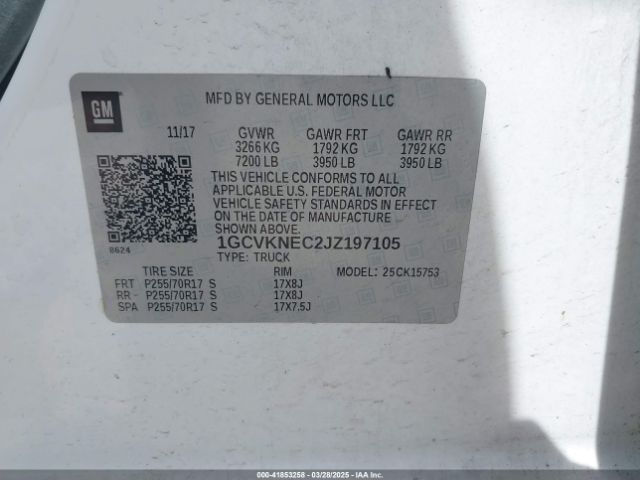 GM
MFD BY GENERAL MOTORS LLC
11/17 GVWR GAWR FRT GAWR RR
3266 KG 1792 KG 1792 KG
7200 LB 3950 LB 3950 LB
THIS VEHICLE CONFORMS TO ALL
APPLICABLE U.S. FEDERAL MOTOR
VEHICLE SAFETY STANDARDS IN EFFECT
ON THE DATE OF MANUFACTURE
SHOWN ABOVE.
8624
1GCVKNEC2JZ197105
TYPE: TRUCK
TIRE SIZE RIM MODEL: 25CK15753
FRT P255/70R17 S 17X8J
RR - P255/70R17 S 17X8J
SPA P255/70R17 S 17X7.5J
000-41853258 - 03/28/2025 - IAAI.COM